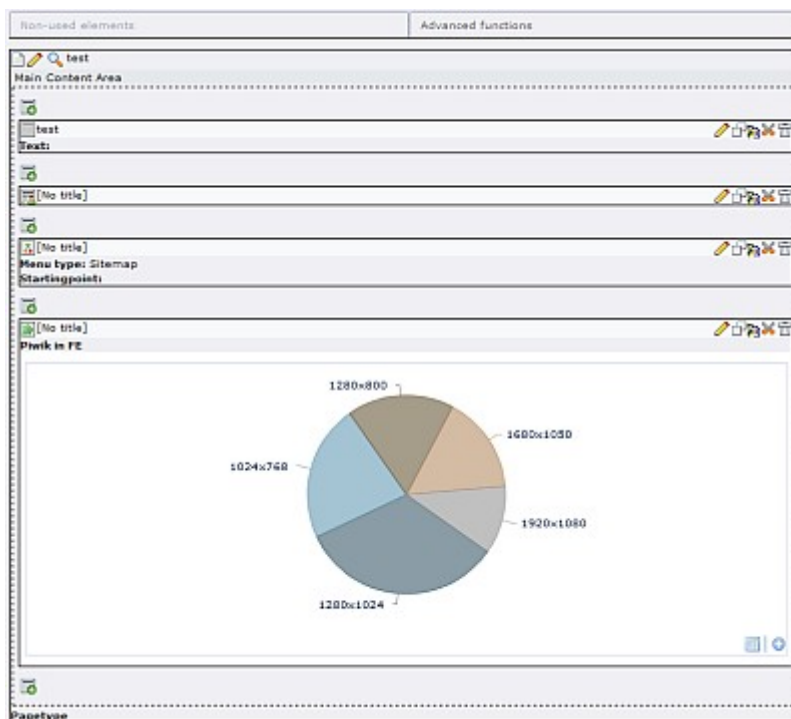 Non-used elements
Advanced functions
test
Main Content Area
test
Text:
[No title]
[No title]
Menu type: Sitemap
Startingpoint:
[No title]
Piwik in FE
1280x800
1680x1050
1024x768
1920x1080
1280x1024
Pagetype